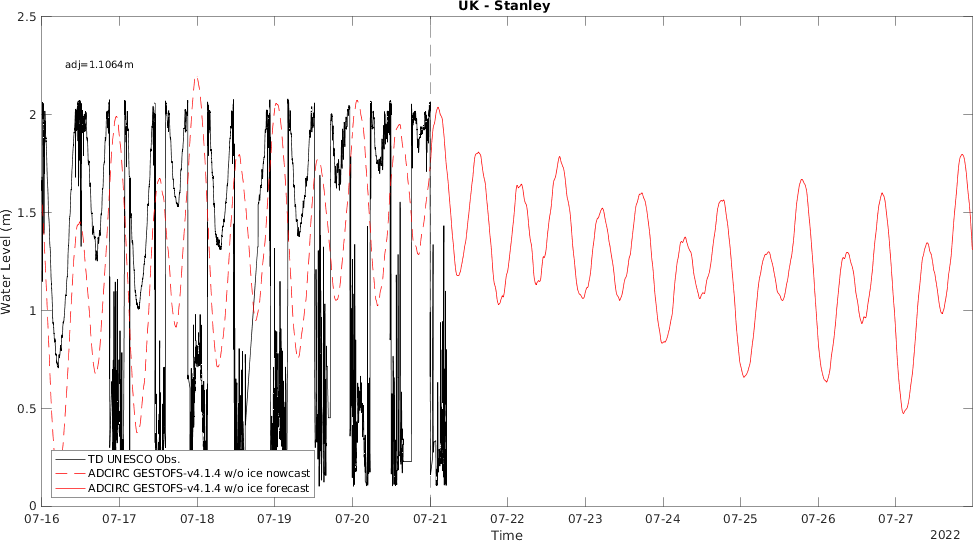 UK - Stanley
adj=1.1064m
2.5
2
1.5
1
0.5
0
Water Level (m)
TD UNESCO Obs.
ADCIRC GESTOFS-v4.1.4 w/o ice nowcast
ADCIRC GESTOFS-v4.1.4 w/o ice forecast
07-16 07-17 07-18 07-19 07-20 07-21 07-22 07-23 07-24 07-25 07-26 07-27
Time
2022